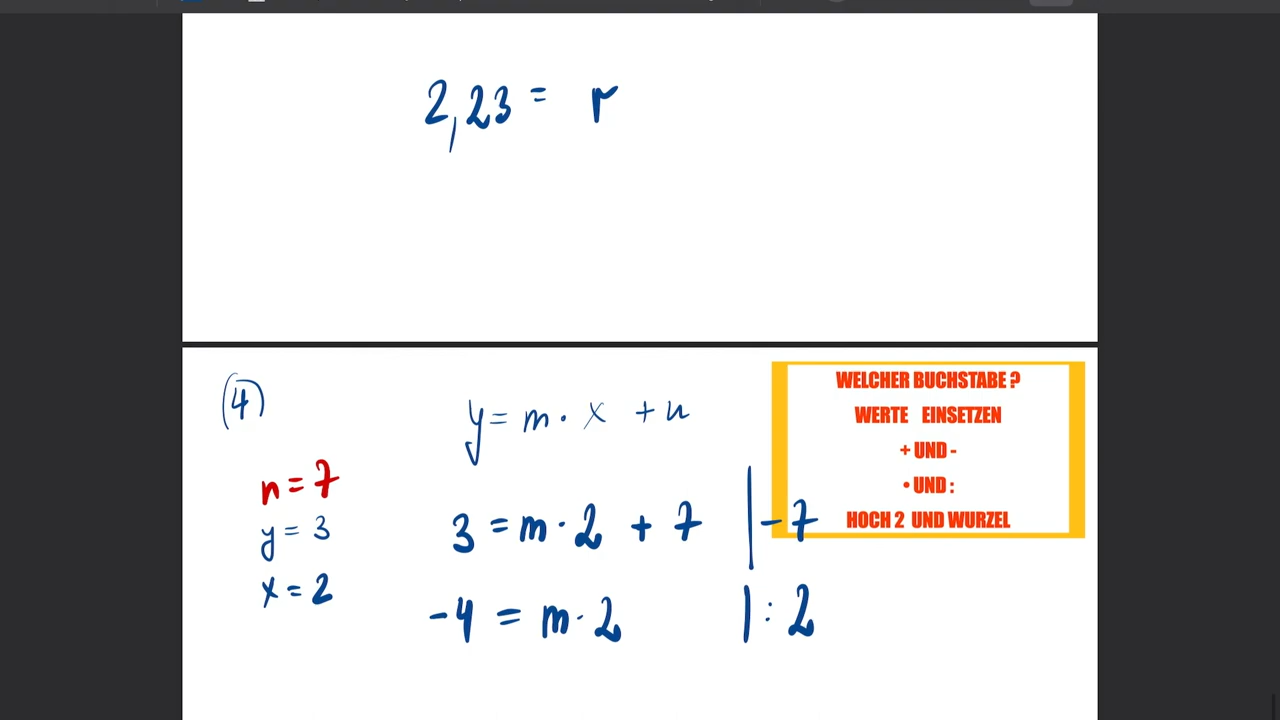 2,23 = r
(4)
y = m · x + n
WELCHER BUCHSTABE ?
WERTE EINSETZEN
+ UND -
• UND :
HOCH 2 UND WURZEL
n = 7
y = 3
x = 2
3 = m · 2 + 7 | - 7
-4 = m · 2 | : 2